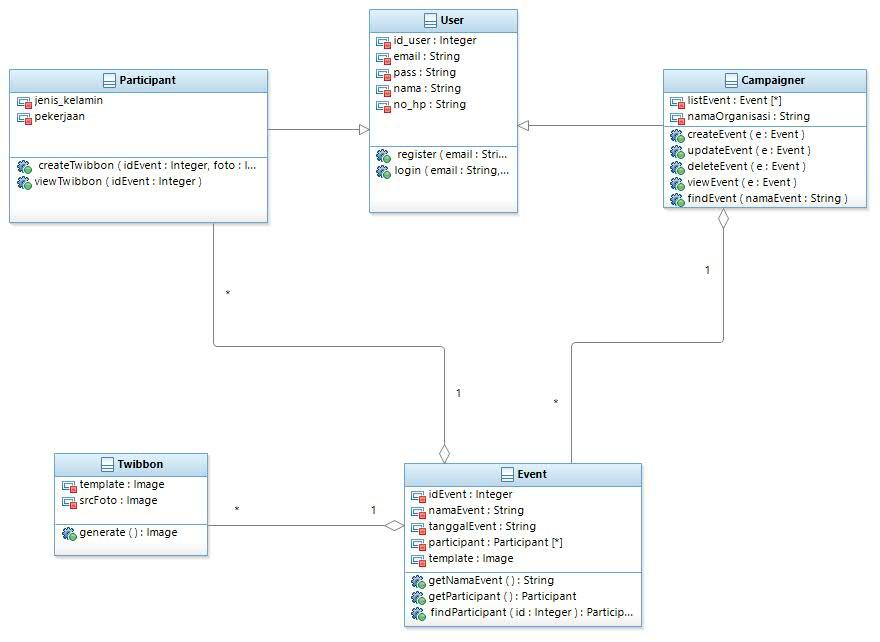 User
id_user : Integer
email : String
pass : String
nama : String
no_hp : String
register ( email : Stri...
login ( email : String,...
Participant
jenis_kelamin
pekerjaan
createTwibbon ( idEvent : Integer, foto : I...
viewTwibbon ( idEvent : Integer )
Campaigner
listEvent : Event [*]
namaOrganisasi : String
createEvent ( e : Event )
updateEvent ( e : Event )
deleteEvent ( e : Event )
viewEvent ( e : Event )
findEvent ( namaEvent : String )
*
1
1
*
Twibbon
template : Image
srcFoto : Image
generate ( ) : Image
*
1
Event
idEvent : Integer
namaEvent : String
tanggalEvent : String
participant : Participant [*]
template : Image
getNamaEvent ( ) : String
getParticipant ( ) : Participant
findParticipant ( id : Integer ) : Particip...